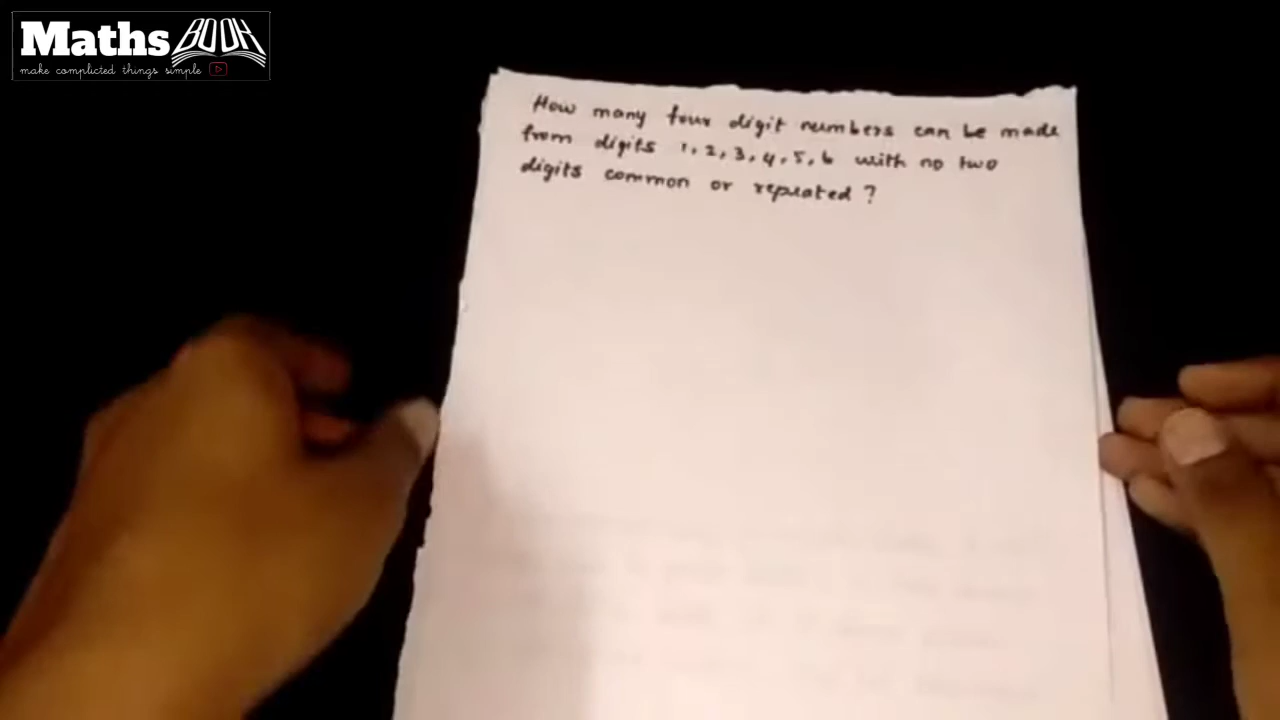 Maths BOOK
make complicted things simple
How many four digit numbers can be made
from digits 1, 2, 3, 4, 5, 6 with no two
digits common or repeated ?